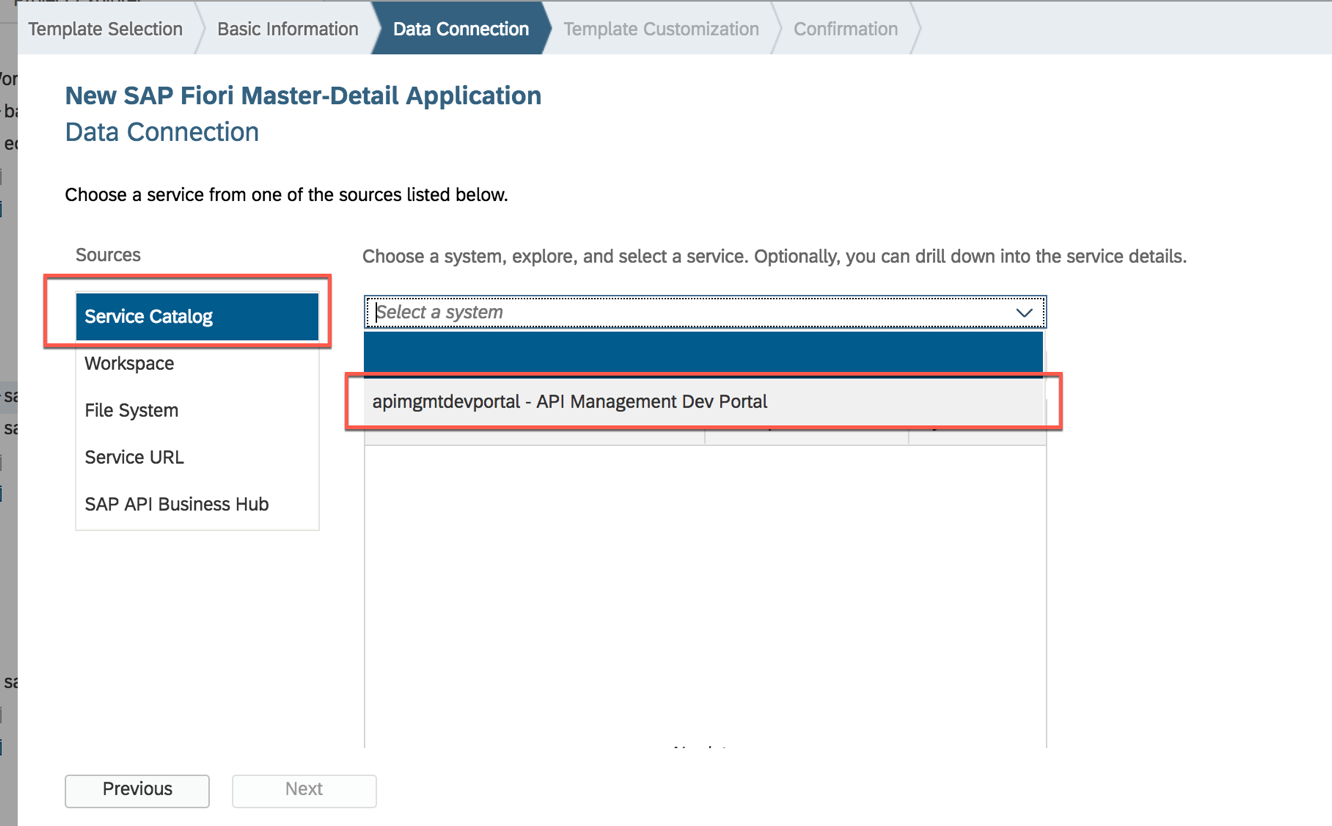 Template Selection
Basic Information
Data Connection
Template Customization
Confirmation
New SAP Fiori Master-Detail Application
Data Connection
Choose a service from one of the sources listed below.
Sources
Choose a system, explore, and select a service. Optionally, you can drill down into the service details.
Service Catalog
Select a system
Workspace
apimgmtdevportal - API Management Dev Portal
File System
Service URL
SAP API Business Hub
Previous
Next